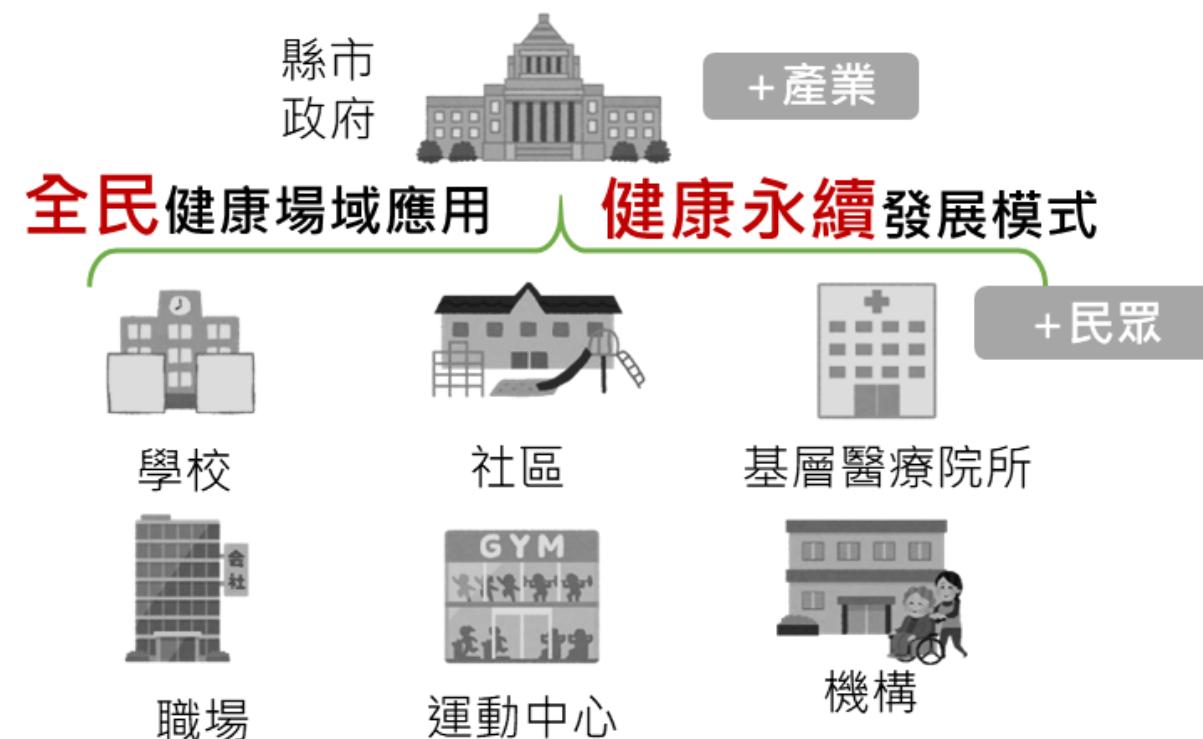 縣市
政府
+產業
全民健康場域應用
健康永續發展模式
+民眾
學校
社區
基層醫療院所
会
社
GYM
職場
運動中心
機構